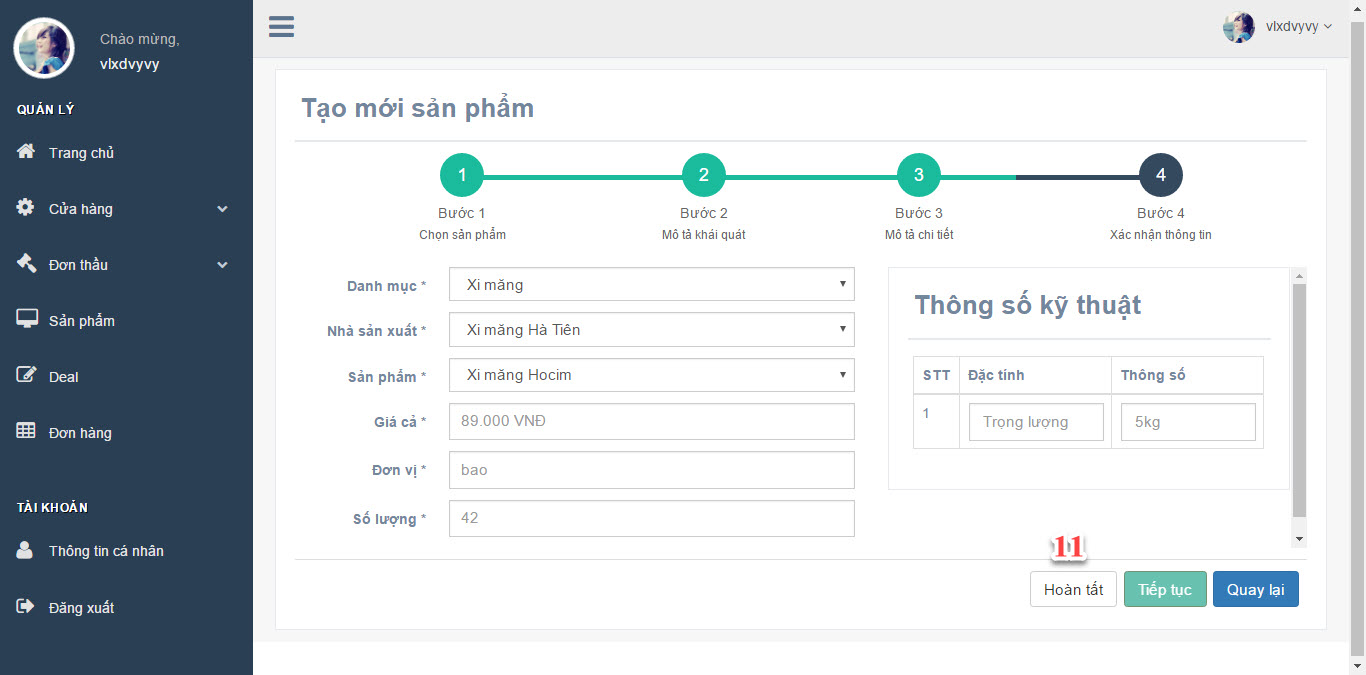 Chào mừng,
vlxdvyvy
QUẢN LÝ
Trang chủ
Cửa hàng
Đơn thầu
Sản phẩm
Deal
Đơn hàng
TÀI KHOẢN
Thông tin cá nhân
Đăng xuất
vlxdvyvy
Tạo mới sản phẩm
1 2 3 4
Bước 1 Bước 2 Bước 3 Bước 4
Chọn sản phẩm Mô tả khái quát Mô tả chi tiết Xác nhận thông tin
Danh mục * Xi măng
Nhà sản xuất * Xi măng Hà Tiên
Sản phẩm * Xi măng Hocim
Giá cả * 89.000 VNĐ
Đơn vị * bao
Số lượng * 42
Thông số kỹ thuật
STT Đặc tính Thông số
1 Trọng lượng 5kg
11
Hoàn tất Tiếp tục Quay lại